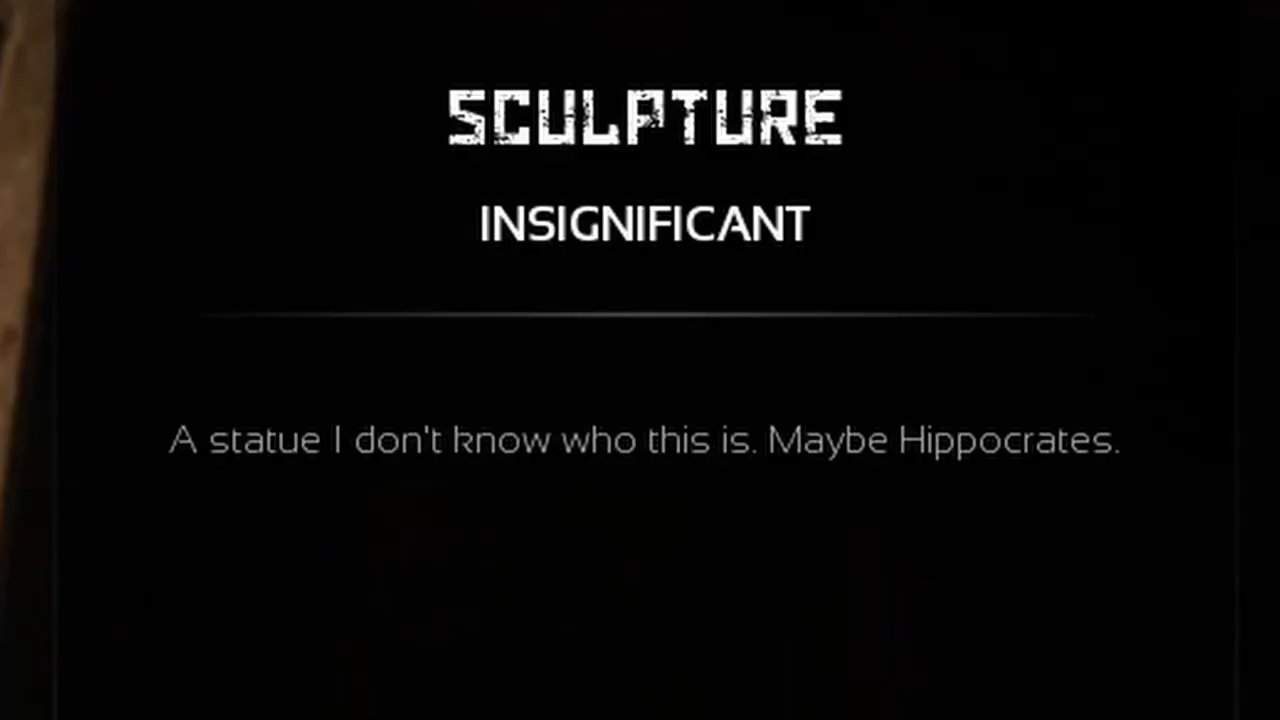 SCULPTURE
INSIGNIFICANT
A statue I don't know who this is. Maybe Hippocrates.